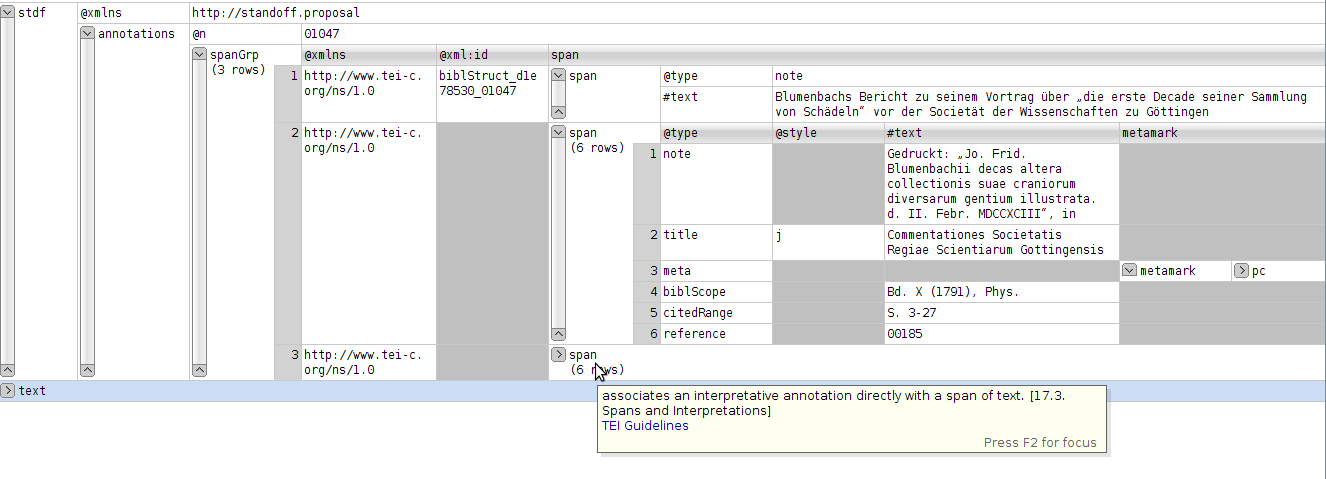 stdf @xmlns http://standoff.proposal
annotations @n 01047
spanGrp @xmlns @xml:id span
(3 rows) 1 http://www.tei-c. biblStruct_d1e span @type note
org/ns/1.0 78530_01047
#text Blumenbachs Bericht zu seinem Vortrag über „die erste Decade seiner Sammlung
von Schädeln“ vor der Societät der Wissenschaften zu Göttingen
2 http://www.tei-c. span @type @style #text metamark
org/ns/1.0 (6 rows)
1 note Gedruckt: „Jo. Frid.
Blumenbachii decas altera
collectionis suae craniorum
diversarum gentium illustrata.
d. II. Febr. MDCCXCIII“, in
2 title j Commentationes Societatis
Regiae Scientiarum Gottingensis
3 meta metamark pc
4 biblScope Bd. X (1791), Phys.
5 citedRange S. 3-27
6 reference 00185
3 http://www.tei-c. span
org/ns/1.0 (6 rows)
text
associates an interpretative annotation directly with a span of text. [17.3.
Spans and Interpretations]
TEI Guidelines
Press F2 for focus